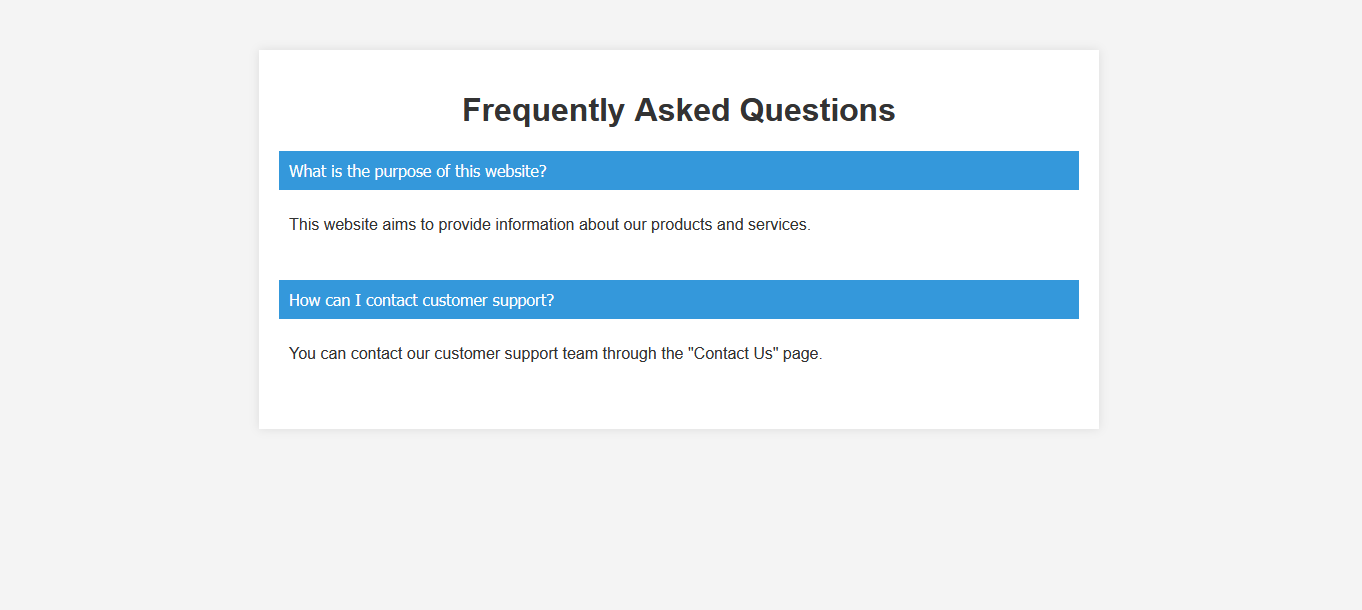 Frequently Asked Questions
What is the purpose of this website?
This website aims to provide information about our products and services.
How can I contact customer support?
You can contact our customer support team through the "Contact Us" page.